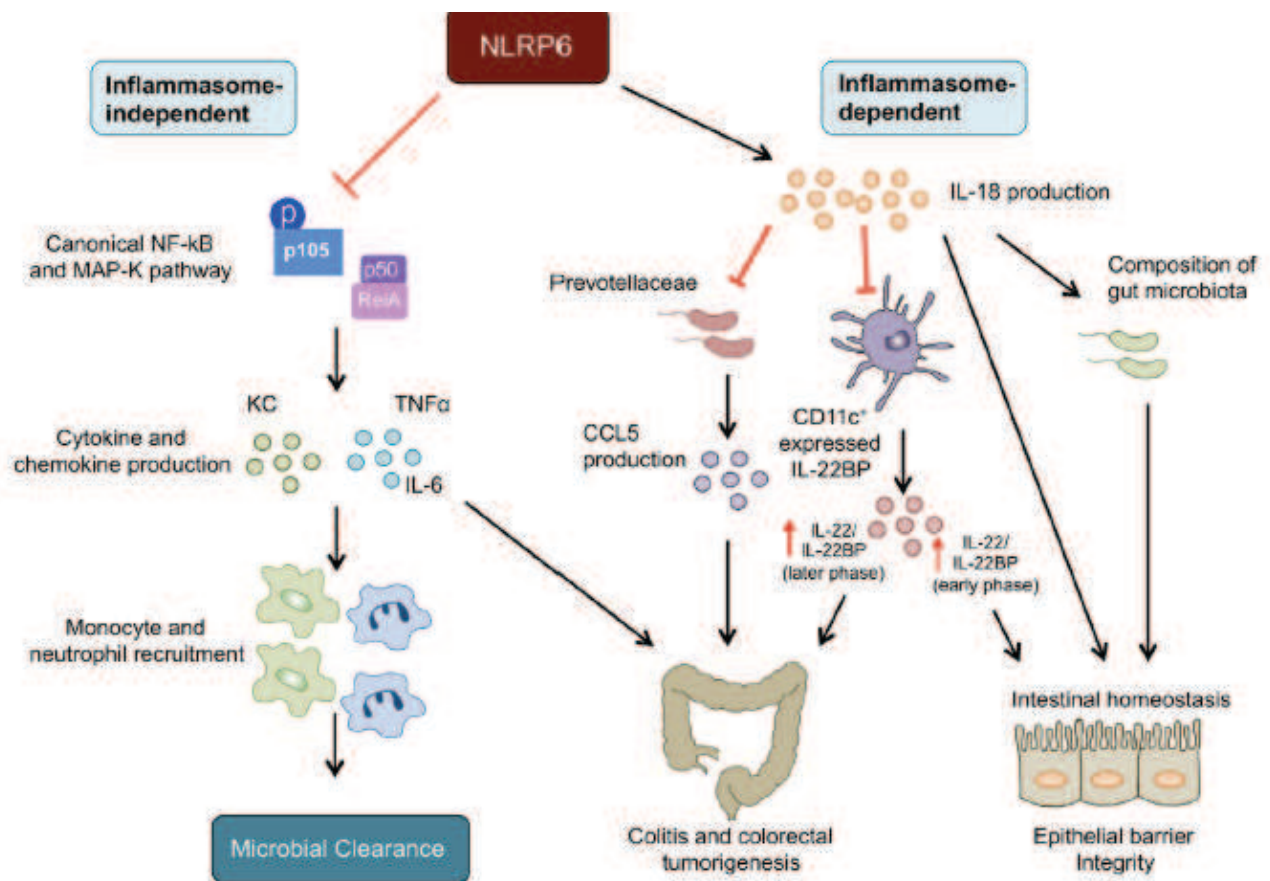 NLRP6
Inflammasome-
independent
Inflammasome-
dependent
IL-18 production
p
p105
p50
RelA
Canonical NF-kB
and MAP-K pathway
Prevotellaceae
Composition of
gut microbiota
KC
TNFα
IL-6
Cytokine and
chemokine production
CCL5
production
CD11c⁺
expressed
IL-22BP
IL-22/
IL-22BP
(later phase)
IL-22/
IL-22BP
(early phase)
Monocyte and
neutrophil recruitment
Intestinal homeostasis
Microbial Clearance
Colitis and colorectal
tumorigenesis
Epithelial barrier
Integrity